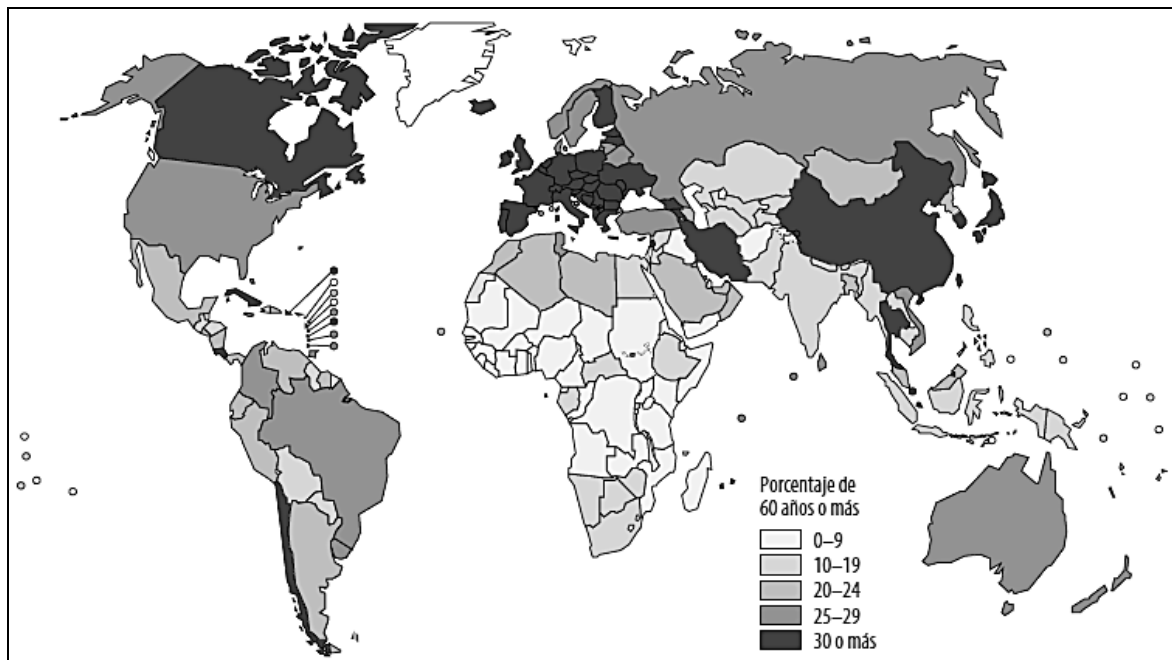 Porcentaje de
60 años o más
0–9
10–19
20–24
25–29
30 o más